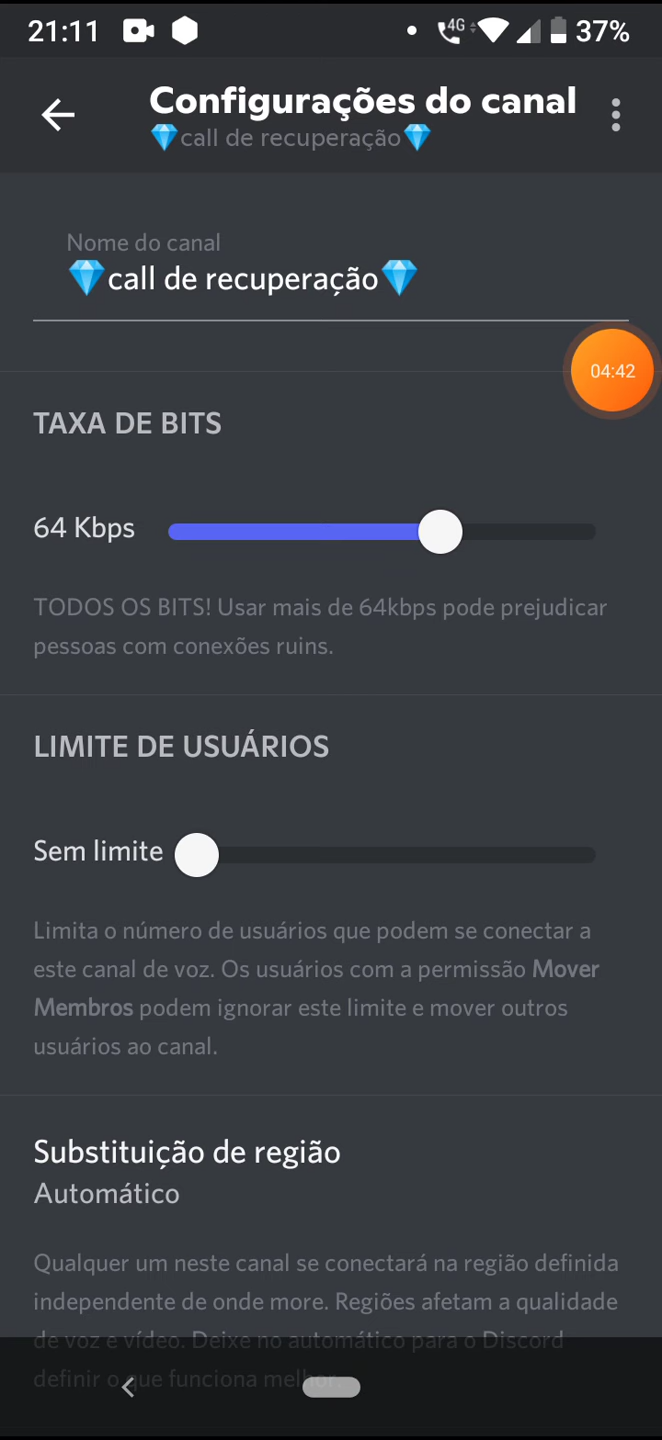 21:11 4G 37%
Configurações do canal
💎call de recuperação💎
Nome do canal
💎call de recuperação💎
04:42
TAXA DE BITS
64 Kbps
TODOS OS BITS! Usar mais de 64kbps pode prejudicar
pessoas com conexões ruins.
LIMITE DE USUÁRIOS
Sem limite
Limita o número de usuários que podem se conectar a
este canal de voz. Os usuários com a permissão Mover
Membros podem ignorar este limite e mover outros
usuários ao canal.
Substituição de região
Automático
Qualquer um neste canal se conectará na região definida
independente de onde more. Regiões afetam a qualidade
de voz e vídeo. Deixe no automático para o Discord
definir o que funciona melhor.